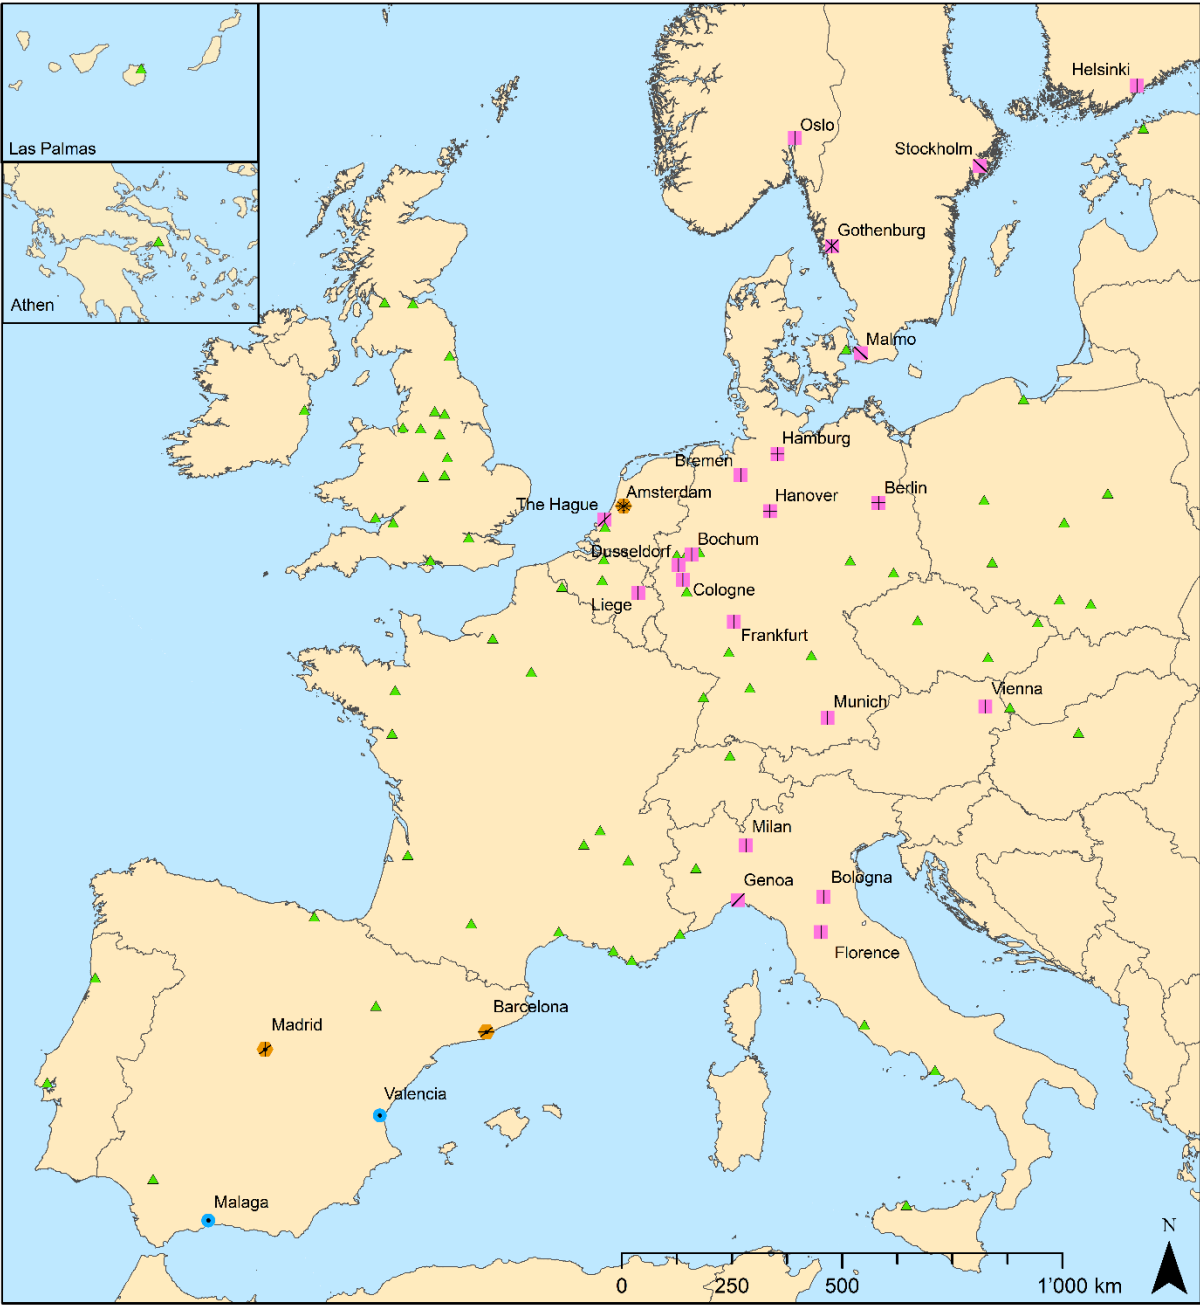 Las Palmas
Athen
Helsinki
Oslo
Stockholm
Gothenburg
Malmo
Hamburg
Bremen
Amsterdam
Hanover
Berlin
The Hague
Bochum
Dusseldorf
Cologne
Liege
Frankfurt
Vienna
Munich
Milan
Genoa
Bologna
Florence
Barcelona
Madrid
Valencia
Malaga
N
0 250 500 1'000 km